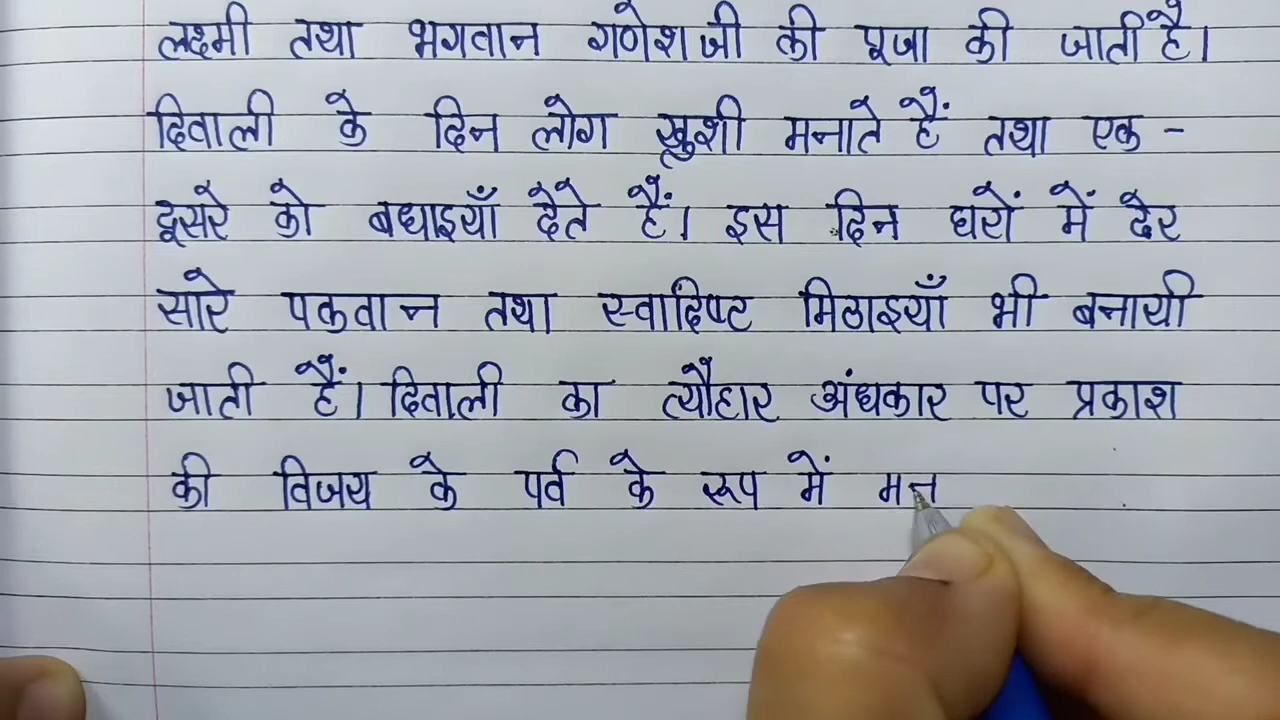 लक्ष्मी तथा भगवान गणेश जी की पूजा की जाती है।
दिवाली के दिन लोग खुशी मनाते हैं तथा एक -
दूसरे को बधाइयाँ देते हैं। इस दिन घरों में ढेर
सारे पकवान तथा स्वादिष्ट मिठाइयाँ भी बनायी
जाती हैं। दिवाली का त्यौहार अंधकार पर प्रकाश
की विजय के पर्व के रूप में मन